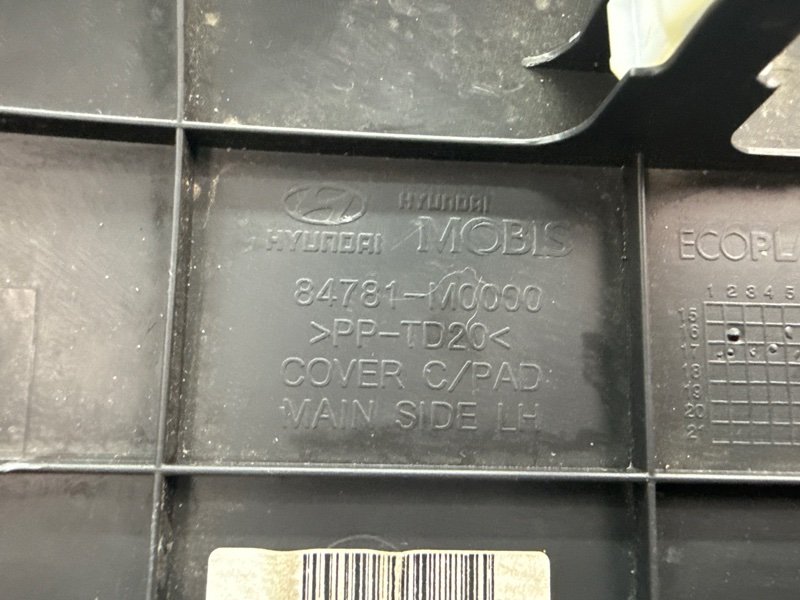 HYUNDAI
HYUNDAI MOBIS
84781-M0000
>PP-TD20<
COVER C/PAD
MAIN SIDE LH
ECOPL
1 2 3 4 5
15
16
17
18
19
20
21